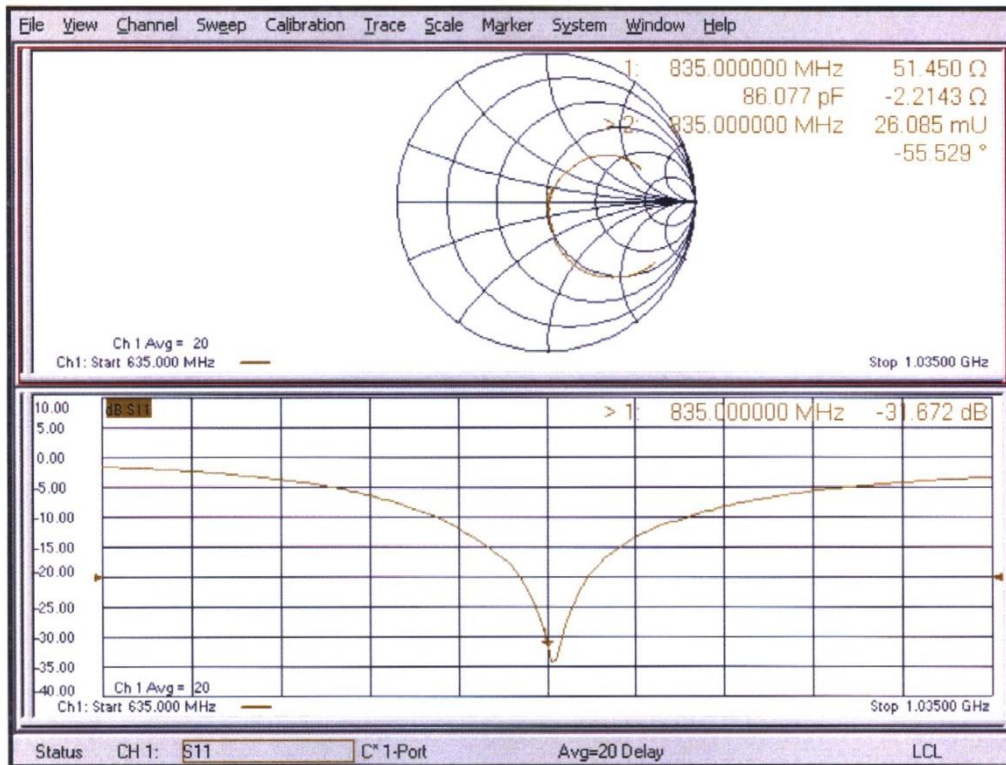 File View Channel Sweep Calibration Trace Scale Marker System Window Help
1: 835.000000 MHz 51.450 Ω
86.077 pF -2.2143 Ω
> 2: 835.000000 MHz 26.085 mU
-55.529 °
Ch 1 Avg = 20
Ch1: Start 635.000 MHz
Stop 1.03500 GHz
10.00
dB S11
> 1: 835.000000 MHz -31.672 dB
5.00
0.00
-5.00
-10.00
-15.00
-20.00
-25.00
-30.00
-35.00
-40.00
Ch 1 Avg = 20
Ch1: Start 635.000 MHz
Stop 1.03500 GHz
Status CH 1: S11 C* 1-Port Avg=20 Delay LCL